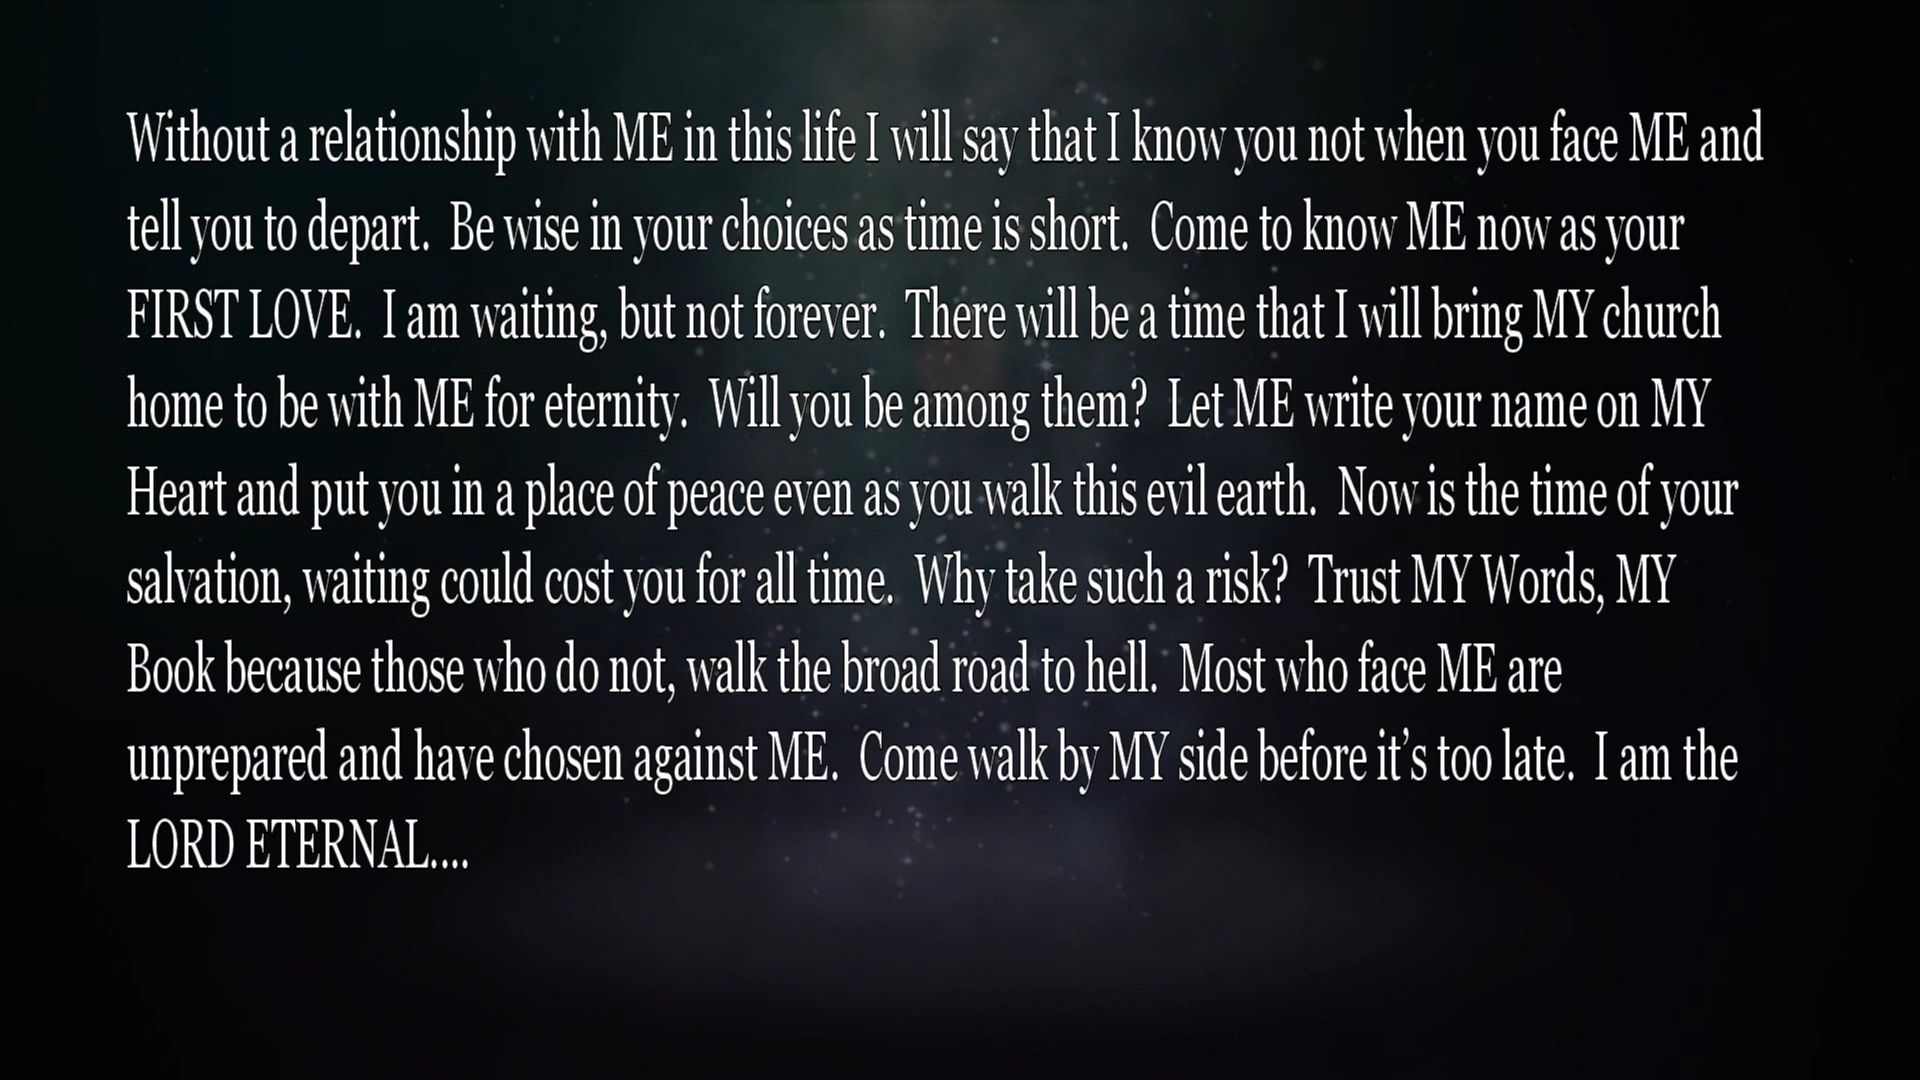 Without a relationship with ME in this life I will say that I know you not when you face ME and
tell you to depart.  Be wise in your choices as time is short.  Come to know ME now as your
FIRST LOVE.  I am waiting, but not forever.  There will be a time that I will bring MY church
home to be with ME for eternity.  Will you be among them?  Let ME write your name on MY
Heart and put you in a place of peace even as you walk this evil earth.  Now is the time of your
salvation, waiting could cost you for all time.  Why take such a risk?  Trust MY Words, MY
Book because those who do not, walk the broad road to hell.  Most who face ME are
unprepared and have chosen against ME.  Come walk by MY side before it’s too late.  I am the
LORD ETERNAL....